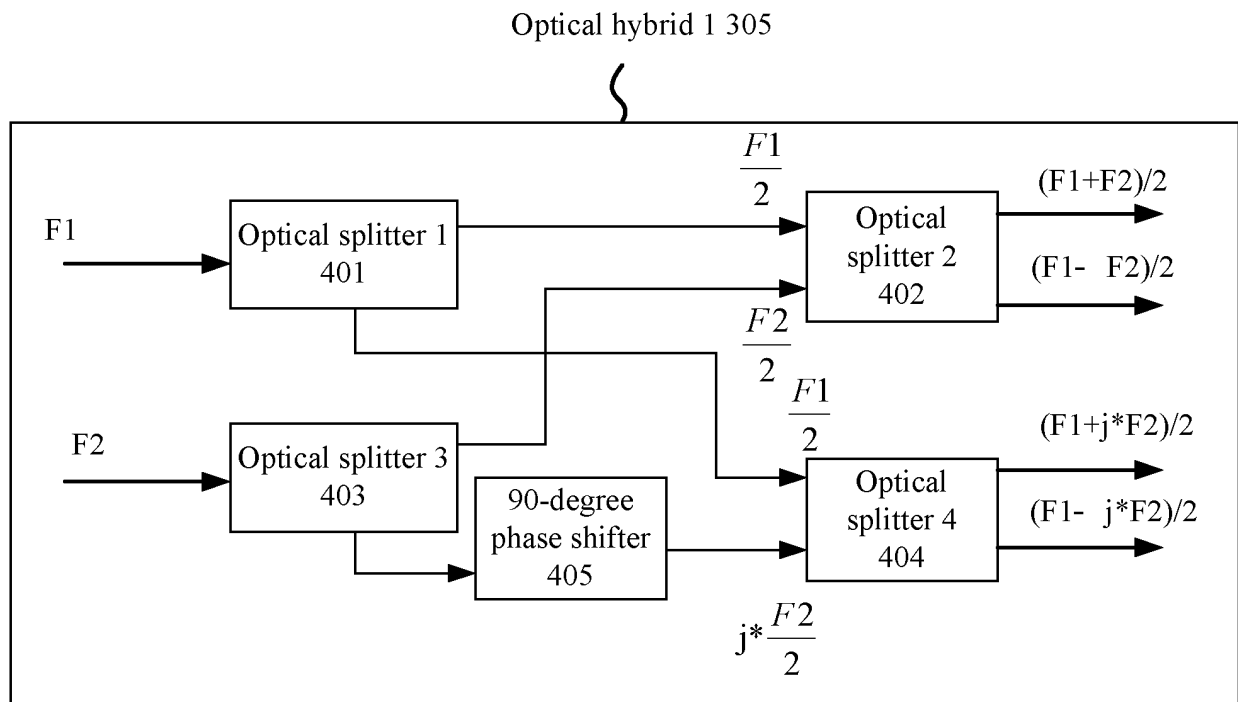 Optical hybrid 1 305
F1
Optical splitter 1
401
F1
2
Optical
splitter 2
402
(F1+F2)/2
(F1- F2)/2
F2
2
F2
Optical splitter 3
403
90-degree
phase shifter
405
F1
2
Optical
splitter 4
404
(F1+j*F2)/2
(F1- j*F2)/2
j* F2
2